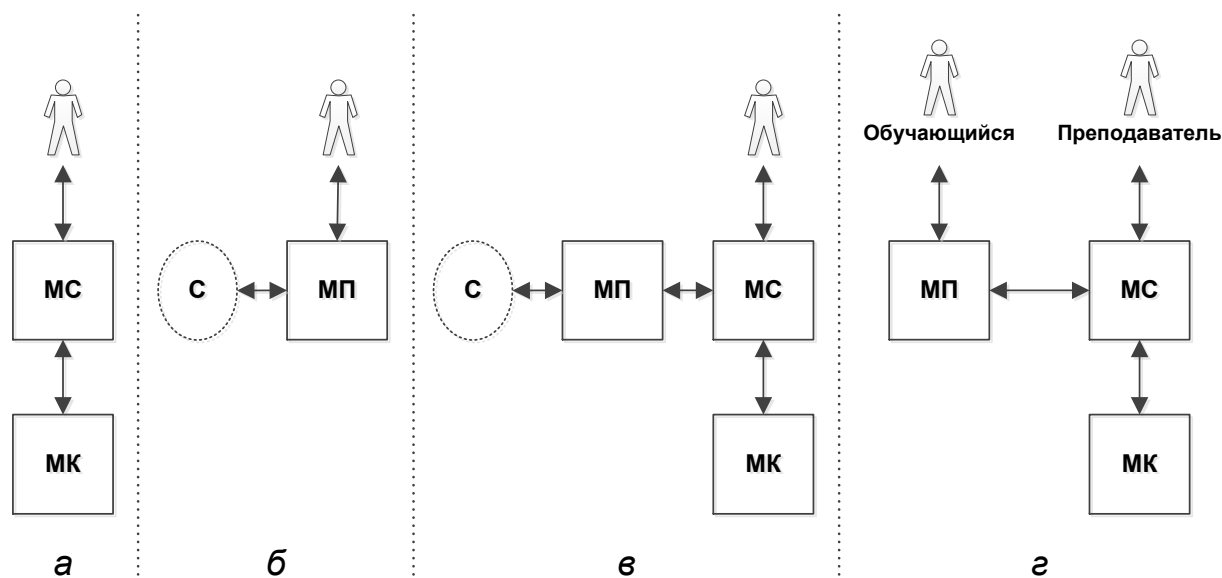 Обучающийся Преподаватель
МС С МП С МП МС МП МС
МК МК МК
а б в г